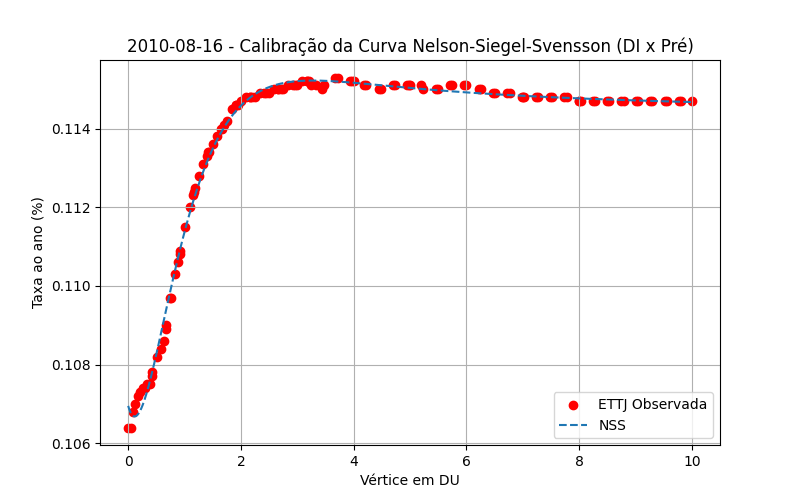 2010-08-16 - Calibração da Curva Nelson-Siegel-Svensson (DI x Pré)
Taxa ao ano (%)
0.114
0.112
0.110
0.108
0.106
0
2
4
6
8
10
Vértice em DU
ETTJ Observada
NSS